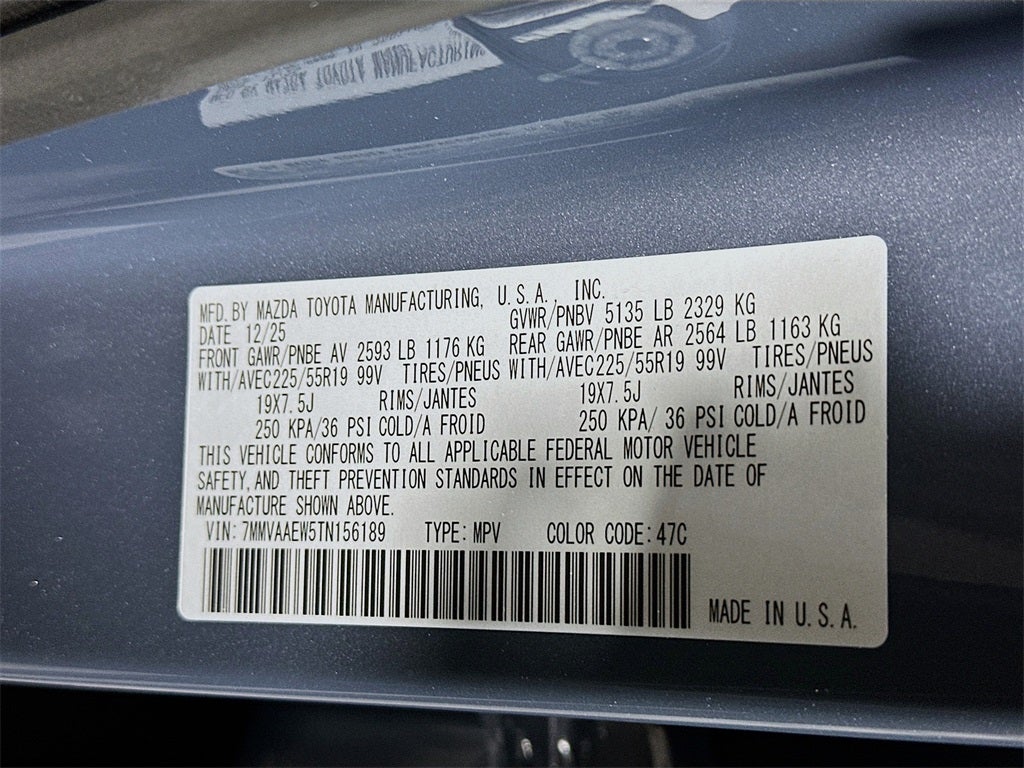 MFD. BY MAZDA TOYOTA MANUFACTURING, U.S.A., INC.
DATE 12/25 GVWR/PNBV 5135 LB 2329 KG
FRONT GAWR/PNBE AV 2593 LB 1176 KG REAR GAWR/PNBE AR 2564 LB 1163 KG
WITH/AVEC225/55R19 99V TIRES/PNEUS WITH/AVEC225/55R19 99V TIRES/PNEUS
19X7.5J RIMS/JANTES 19X7.5J RIMS/JANTES
250 KPA/36 PSI COLD/A FROID 250 KPA/ 36 PSI COLD/A FROID
THIS VEHICLE CONFORMS TO ALL APPLICABLE FEDERAL MOTOR VEHICLE
SAFETY, AND THEFT PREVENTION STANDARDS IN EFFECT ON THE DATE OF
MANUFACTURE SHOWN ABOVE.
VIN: 7MMVAAEW5TN156189 TYPE: MPV COLOR CODE: 47C
MADE IN U.S.A.